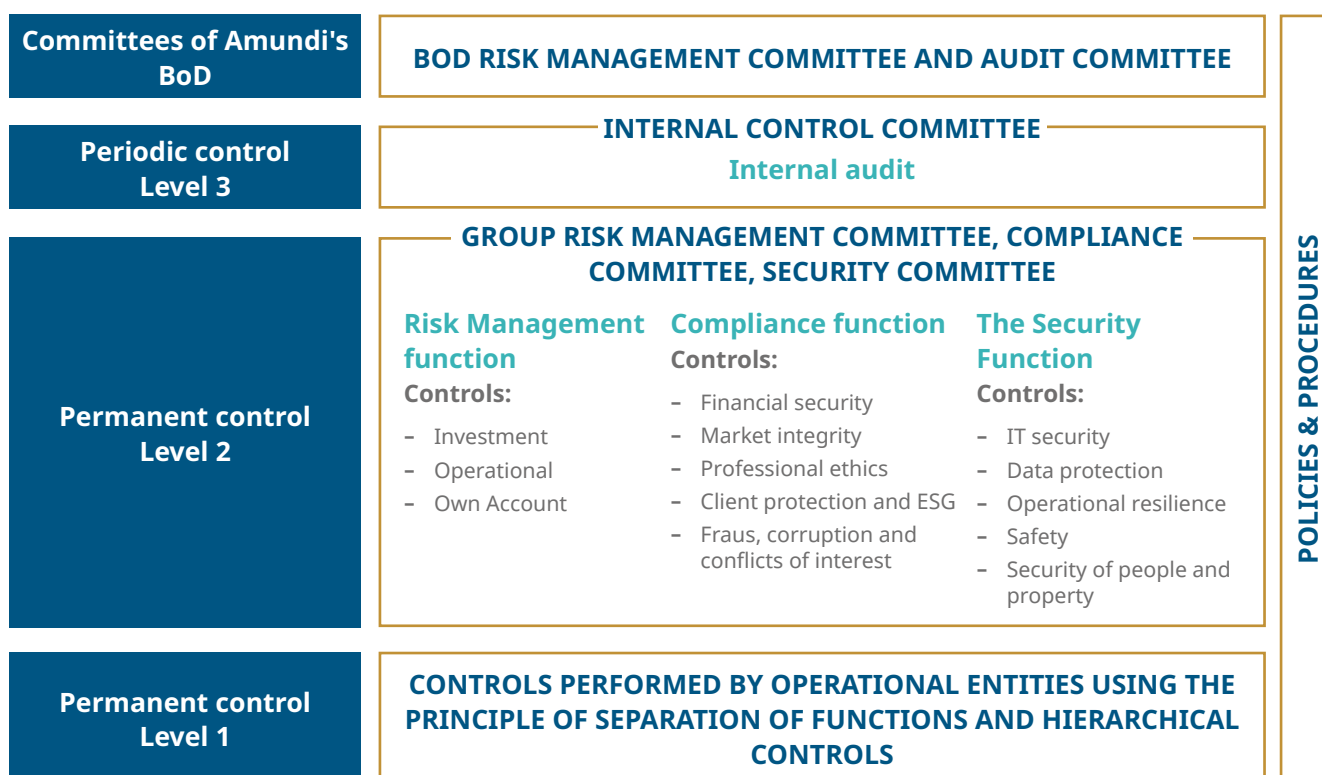 Committees of Amundi's
BoD
BOD RISK MANAGEMENT COMMITTEE AND AUDIT COMMITTEE
Periodic control
Level 3
INTERNAL CONTROL COMMITTEE
Internal audit
Permanent control
Level 2
GROUP RISK MANAGEMENT COMMITTEE, COMPLIANCE
COMMITTEE, SECURITY COMMITTEE
Risk Management
function
Controls:
– Investment
– Operational
– Own Account
Compliance function
Controls:
– Financial security
– Market integrity
– Professional ethics
– Client protection and ESG
– Fraus, corruption and
conflicts of interest
The Security
Function
Controls:
– IT security
– Data protection
– Operational resilience
– Safety
– Security of people and
property
Permanent control
Level 1
CONTROLS PERFORMED BY OPERATIONAL ENTITIES USING THE
PRINCIPLE OF SEPARATION OF FUNCTIONS AND HIERARCHICAL
CONTROLS
POLICIES & PROCEDURES